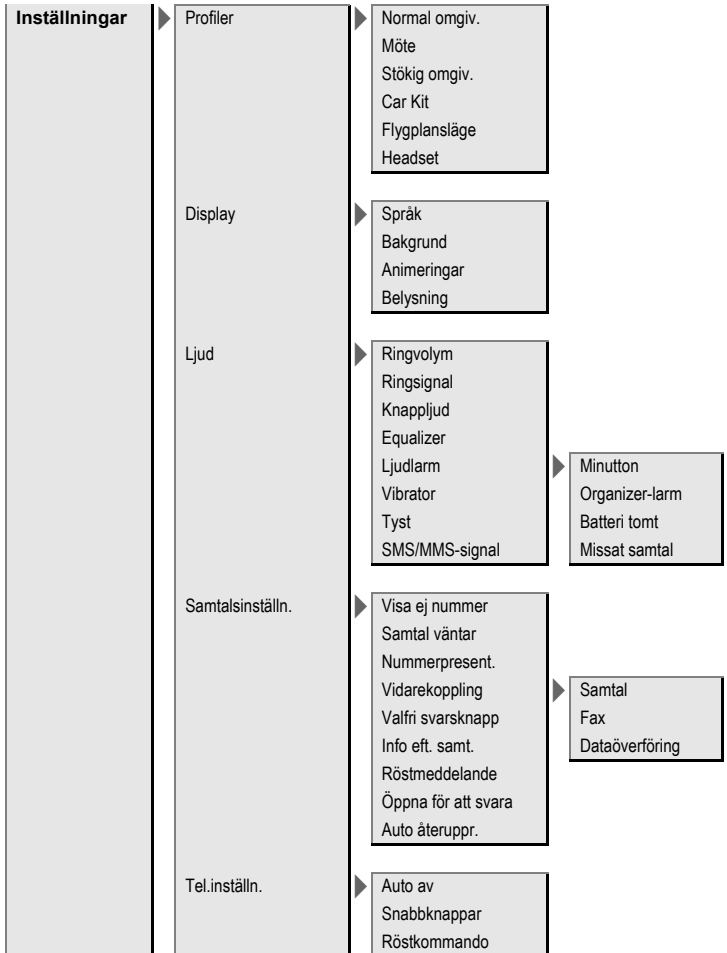 Inställningar
Profiler
Normal omgiv.
Möte
Stökig omgiv.
Car Kit
Flygplansläge
Headset
Display
Språk
Bakgrund
Animeringar
Belysning
Ljud
Ringvolym
Ringsignal
Knappljud
Equalizer
Ljudlarm
Minutton
Vibrator
Organizer-larm
Tyst
Batteri tomt
SMS/MMS-signal
Missat samtal
Samtalsinställn.
Visa ej nummer
Samtal väntar
Nummerpresent.
Vidarekoppling
Samtal
Valfri svarsknapp
Fax
Info eft. samt.
Dataöverföring
Röstmeddelande
Öppna för att svara
Auto återuppr.
Tel.inställn.
Auto av
Snabbknappar
Röstkommando